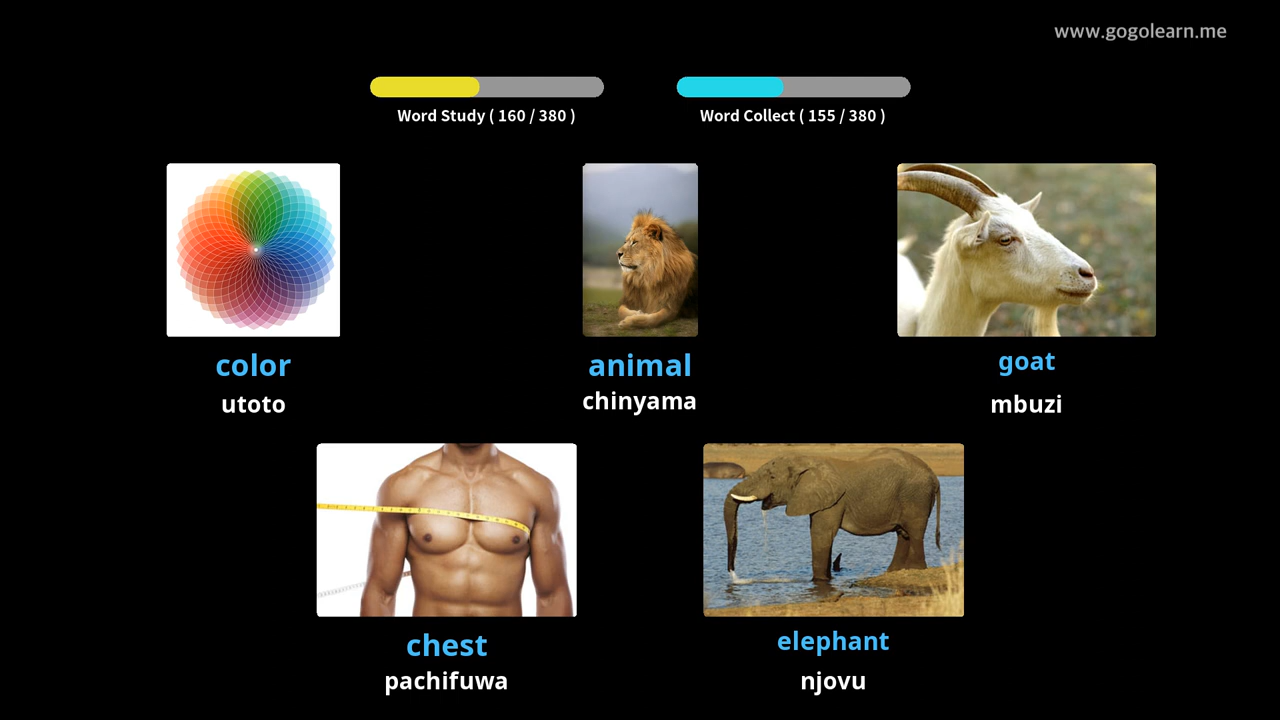 www.gogolearn.me
Word Study ( 160 / 380 )
Word Collect ( 155 / 380 )
color
utoto
animal
chinyama
goat
mbuzi
chest
pachifuwa
elephant
njovu